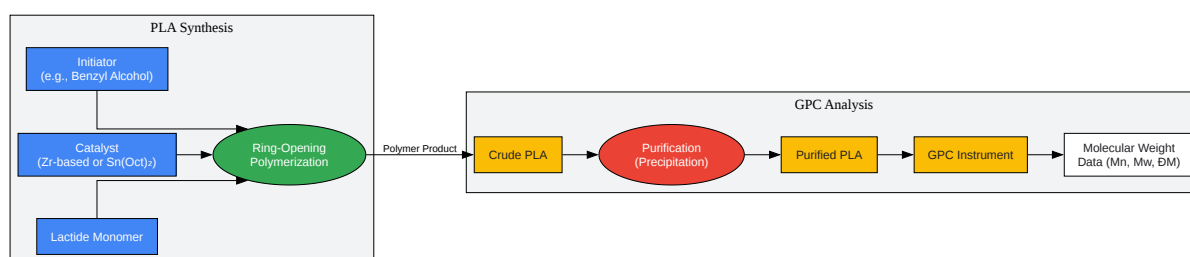 PLA Synthesis
Initiator
(e.g., Benzyl Alcohol)
Catalyst
(Zr-based or Sn(Oct)₂)
Lactide Monomer
Ring-Opening
Polymerization
Polymer Product
GPC Analysis
Crude PLA
Purification
(Precipitation)
Purified PLA
GPC Instrument
Molecular Weight
Data (Mn, Mw, ĐM)